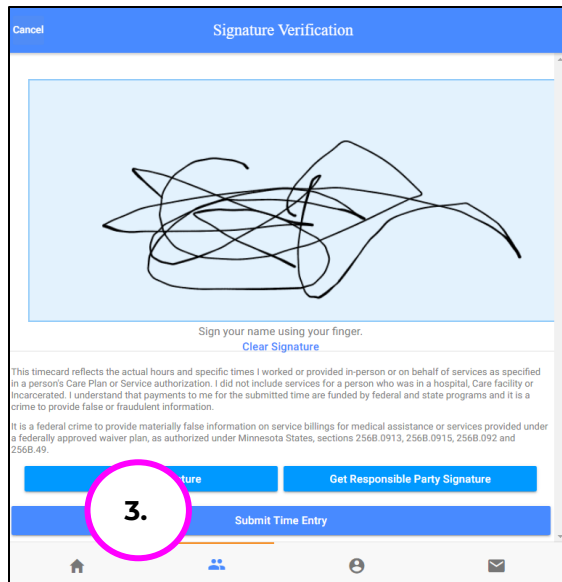 Cancel
Signature Verification
Sign your name using your finger.
Clear Signature
This timecard reflects the actual hours and specific times I worked or provided in-person or on behalf of services as specified
in a person's Care Plan or Service authorization. I did not include services for a person who was in a hospital, Care facility or
Incarcerated. I understand that payments to me for the submitted time are funded by federal and state programs and it is a
crime to provide false or fraudulent information.
It is a federal crime to provide materially false information on service billings for medical assistance or services provided under
a federally approved waiver plan, as authorized under Minnesota States, sections 256B.0913, 256B.0915, 256B.092 and
256B.49.
Get Responsible Party Signature
3.
Submit Time Entry